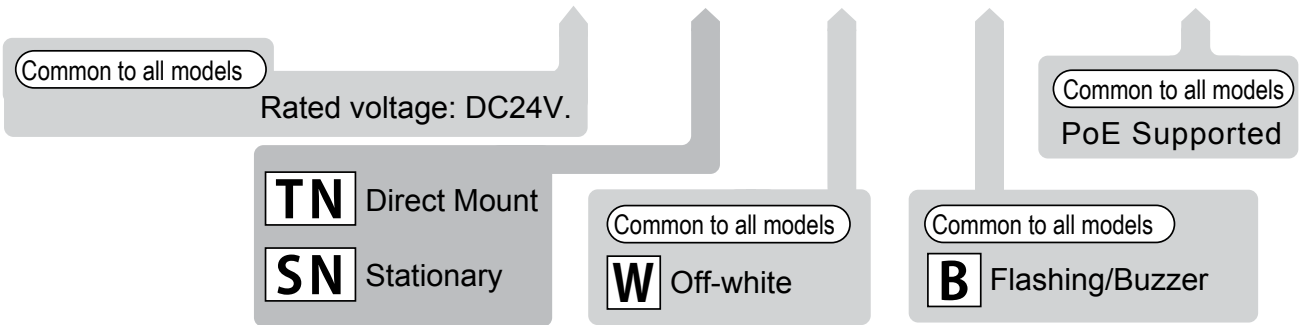 Common to all models
Rated voltage: DC24V.
TN Direct Mount
SN Stationary
Common to all models
W Off-white
Common to all models
B Flashing/Buzzer
Common to all models
PoE Supported